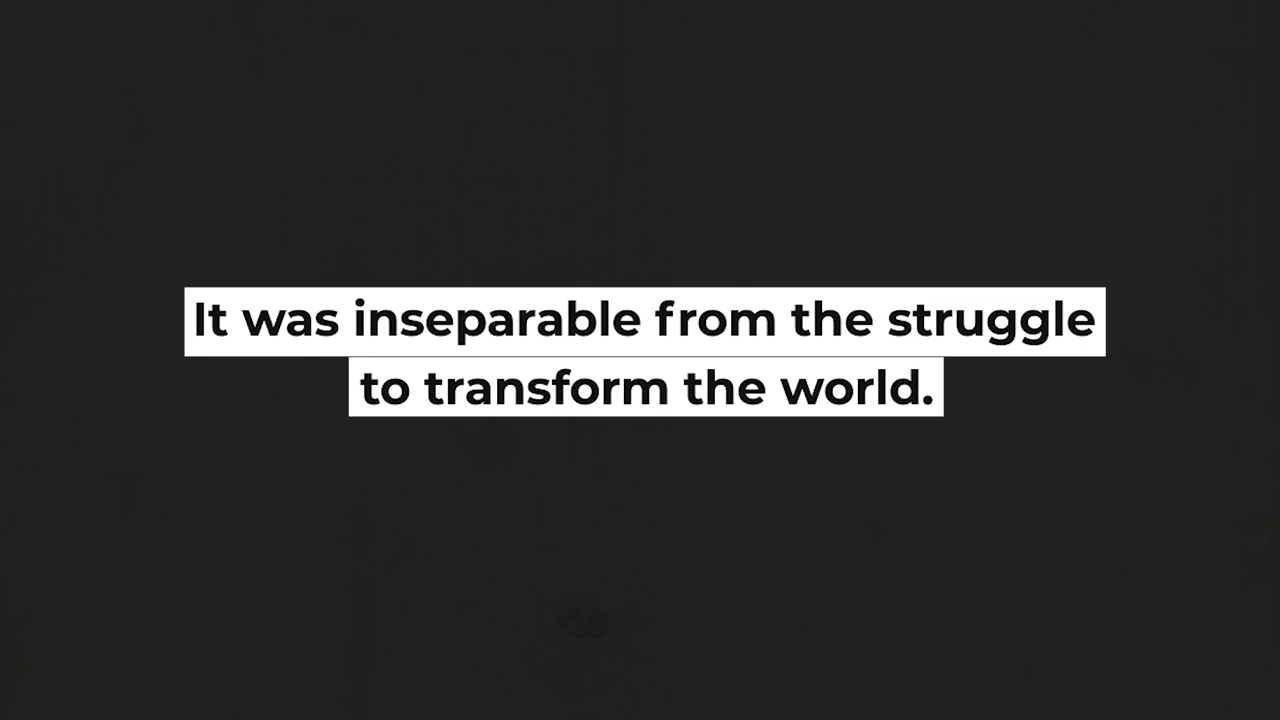 It was inseparable from the struggle
to transform the world.